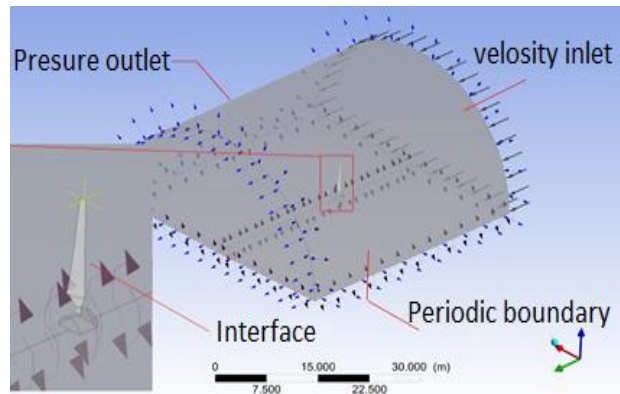 Presure outlet
velosity inlet
Interface
Periodic boundary
0 15.000 30.000 (m)
7.500 22.500